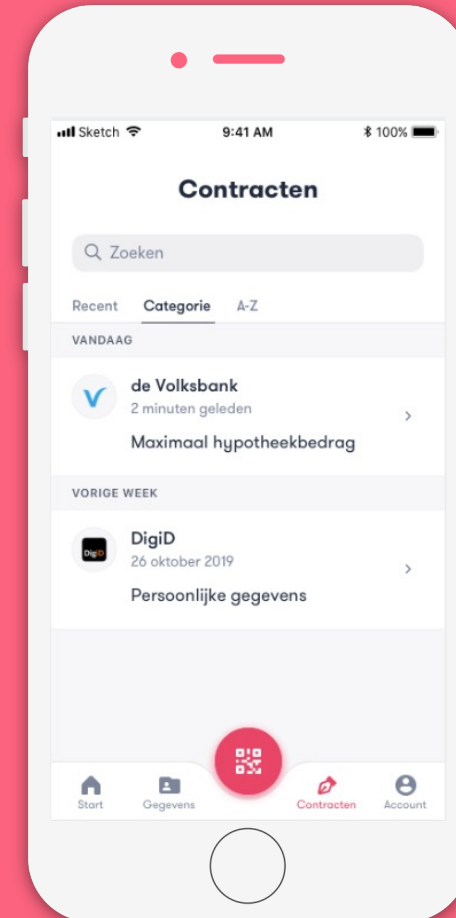 Sketch 9:41 AM 100%
Contracten
Zoeken
Recent Categorie A-Z
VANDAAG
de Volksbank
2 minuten geleden
Maximaal hypotheekbedrag
VORIGE WEEK
DigiD
DigiD
26 oktober 2019
Persoonlijke gegevens
Start Gegevens Contracten Account